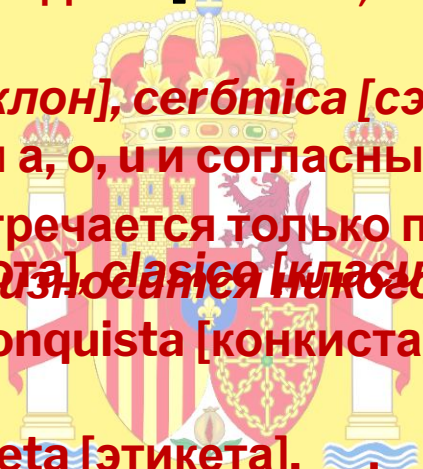 клон], cerбmica [сэ
a, o, u и согласны
тречается только п
ота], clasico [класи
износится никог
onquista [конкиста
eta [этикета].